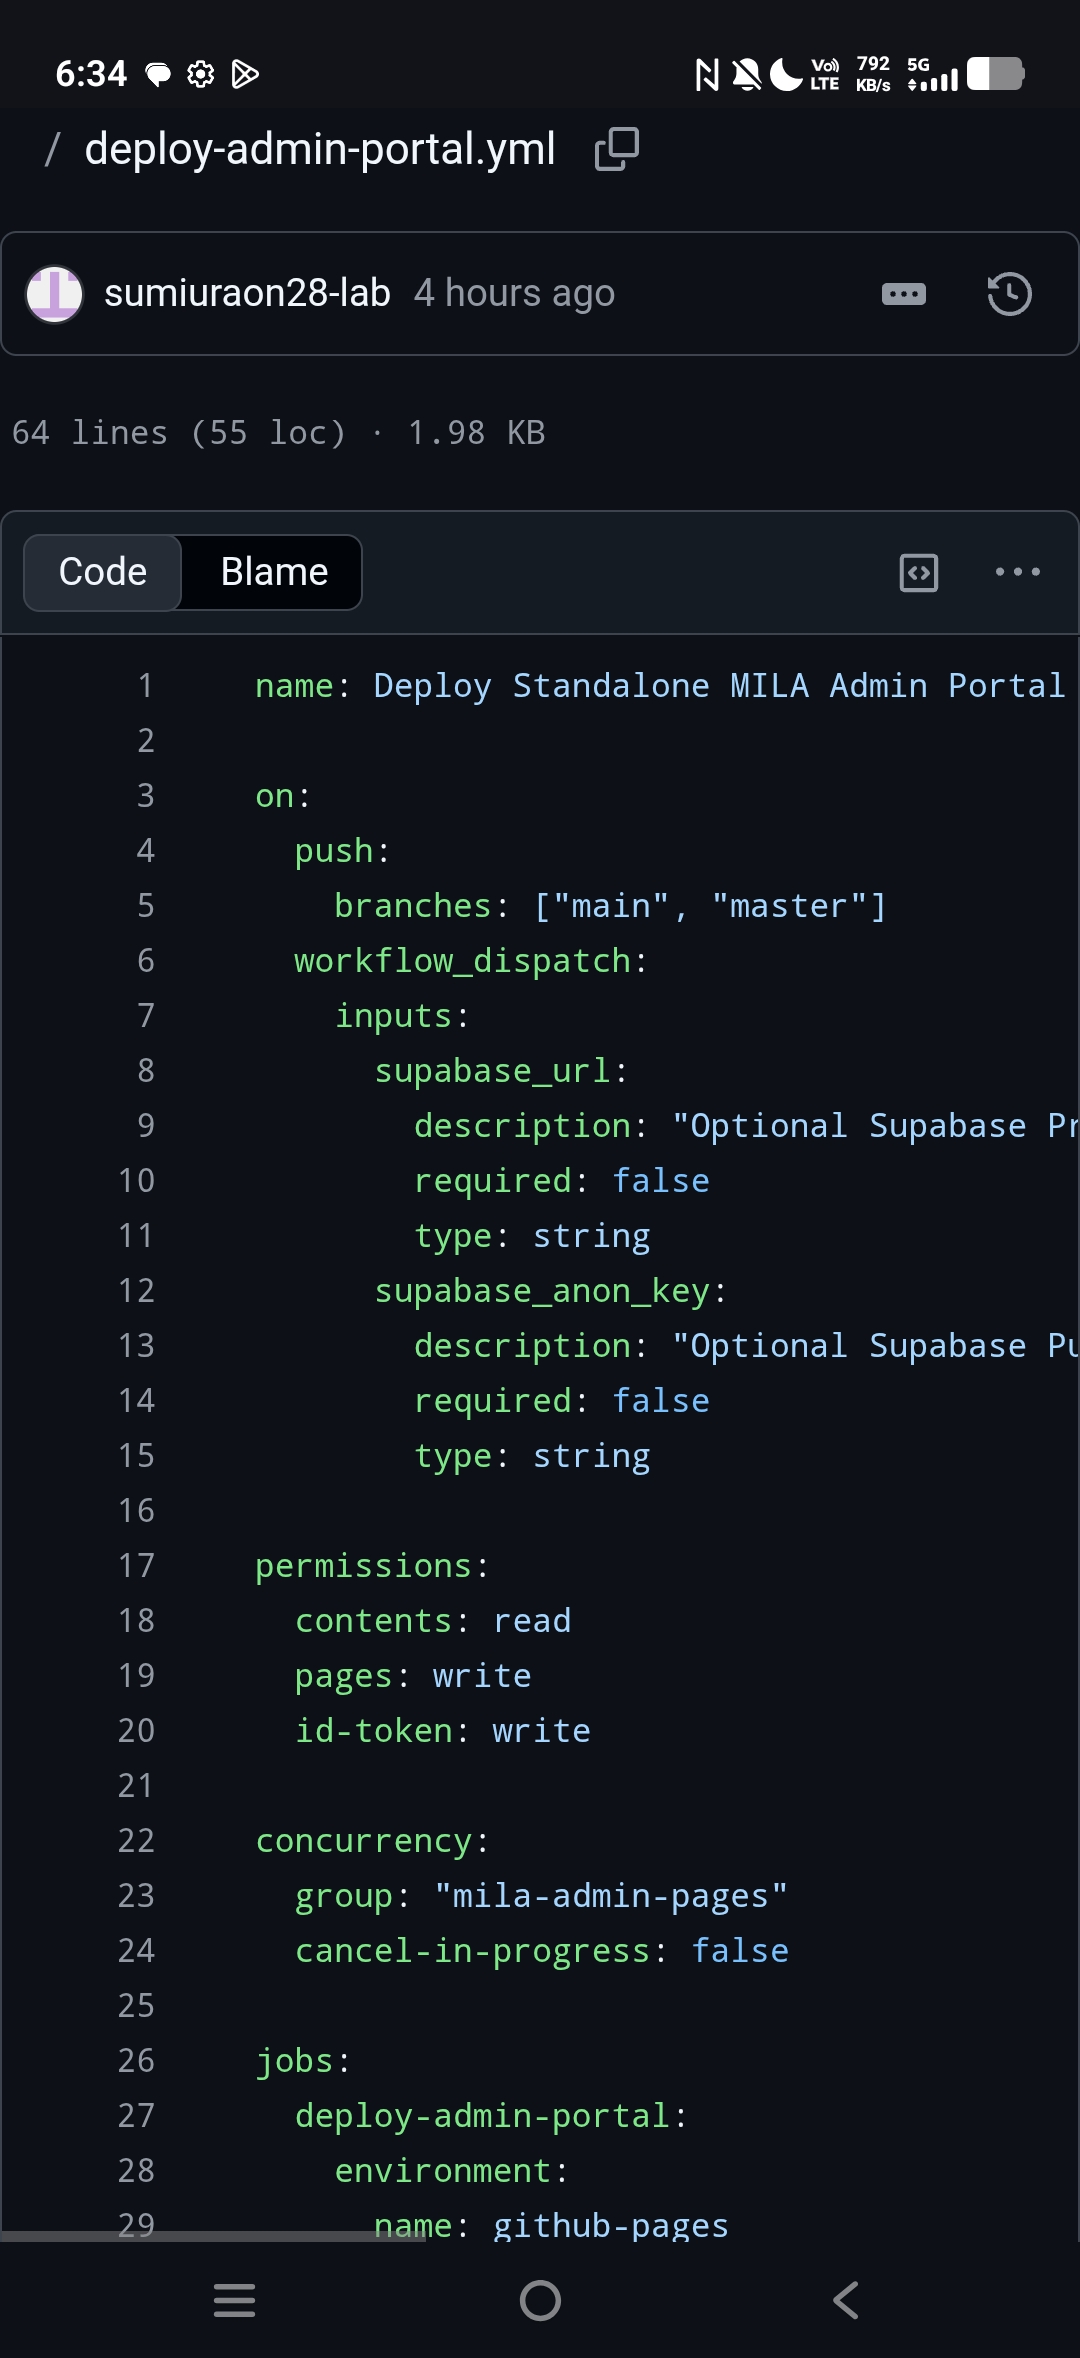 6:34
Vo)) LTE 792 KB/s 5G
/ deploy-admin-portal.yml
sumiuraon28-lab 4 hours ago
64 lines (55 loc) · 1.98 KB
Code Blame
1 name: Deploy Standalone MILA Admin Portal
2
3 on:
4 push:
5 branches: ["main", "master"]
6 workflow_dispatch:
7 inputs:
8 supabase_url:
9 description: "Optional Supabase Pr
10 required: false
11 type: string
12 supabase_anon_key:
13 description: "Optional Supabase Pu
14 required: false
15 type: string
16
17 permissions:
18 contents: read
19 pages: write
20 id-token: write
21
22 concurrency:
23 group: "mila-admin-pages"
24 cancel-in-progress: false
25
26 jobs:
27 deploy-admin-portal:
28 environment:
29 name: github-pages